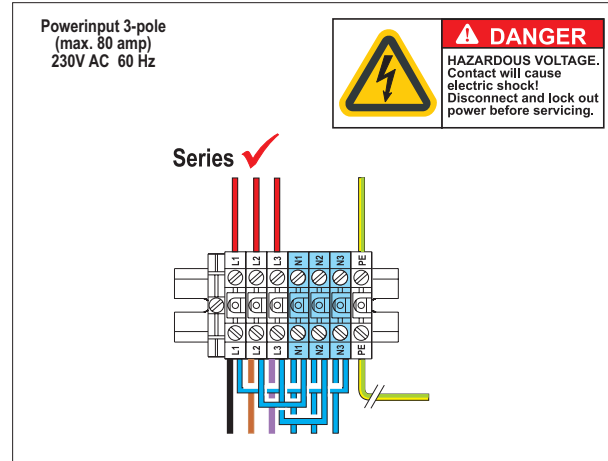 Powerinput 3-pole
(max. 80 amp)
230V AC  60 Hz
DANGER
HAZARDOUS VOLTAGE.
Contact will cause
electric shock!
Disconnect and lock out
power before servicing.
Series
L1 L2 L3 N1 N2 N3 PE
L1 L2 L3 N1 N2 N3 PE